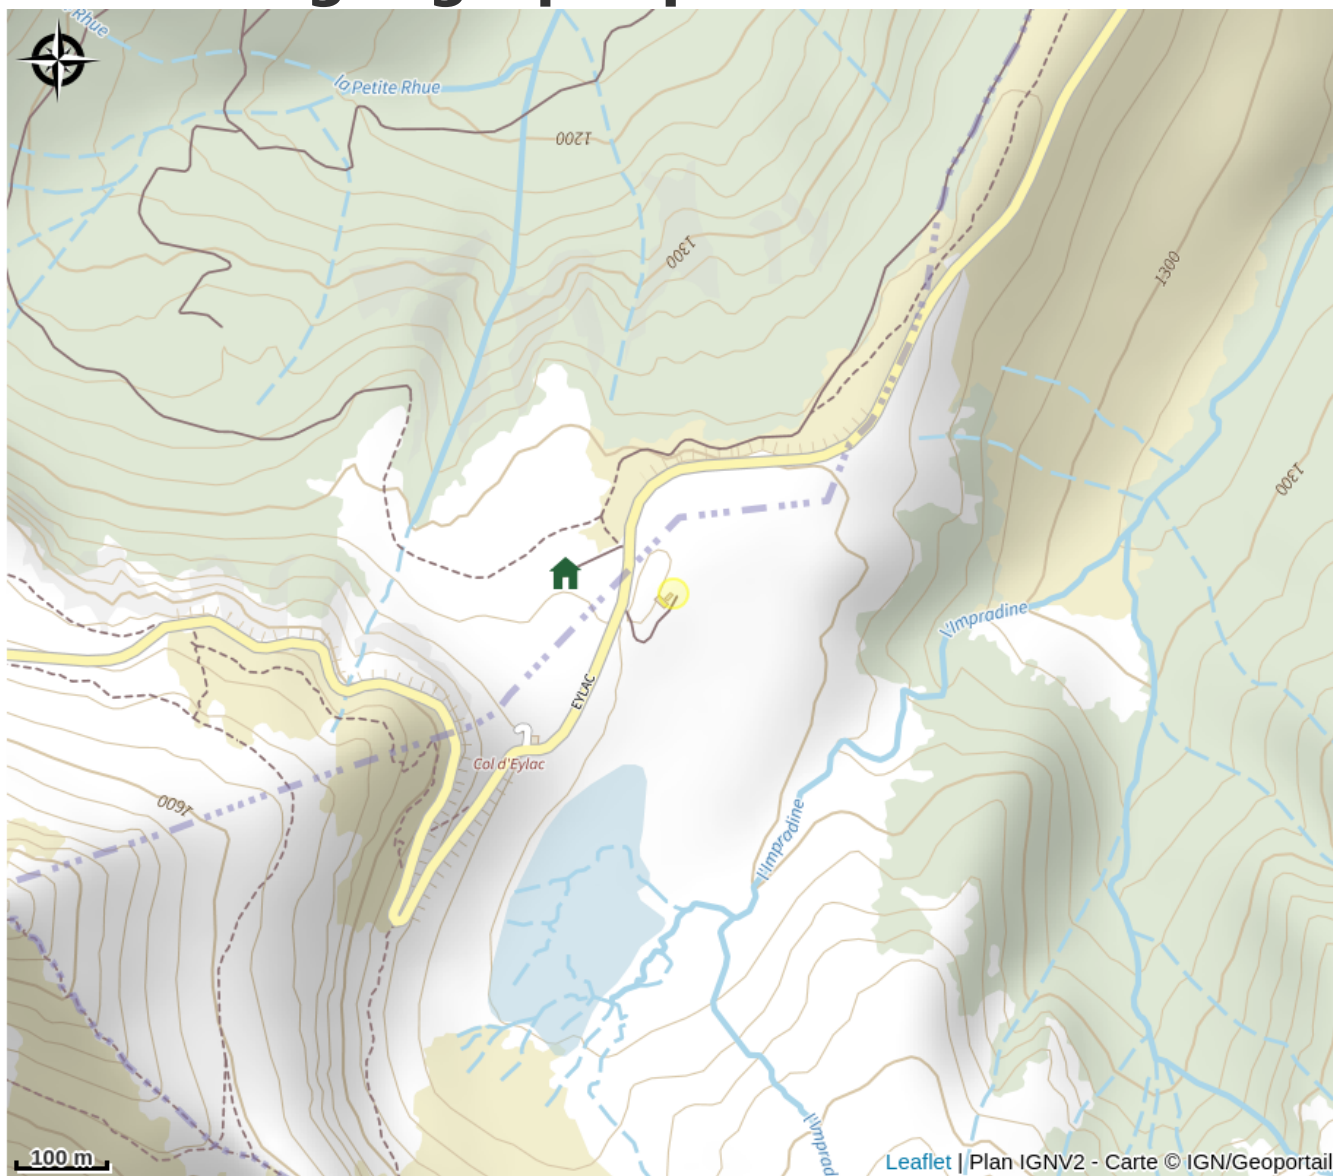 Rhue
la Petite Rhue
1200
1300
1300
1300
l'Impradine
EYLAC
Col d'Eylac
1600
l'Impradine
100 m
Leaflet | Plan IGNV2 - Carte © IGN/Geoportail